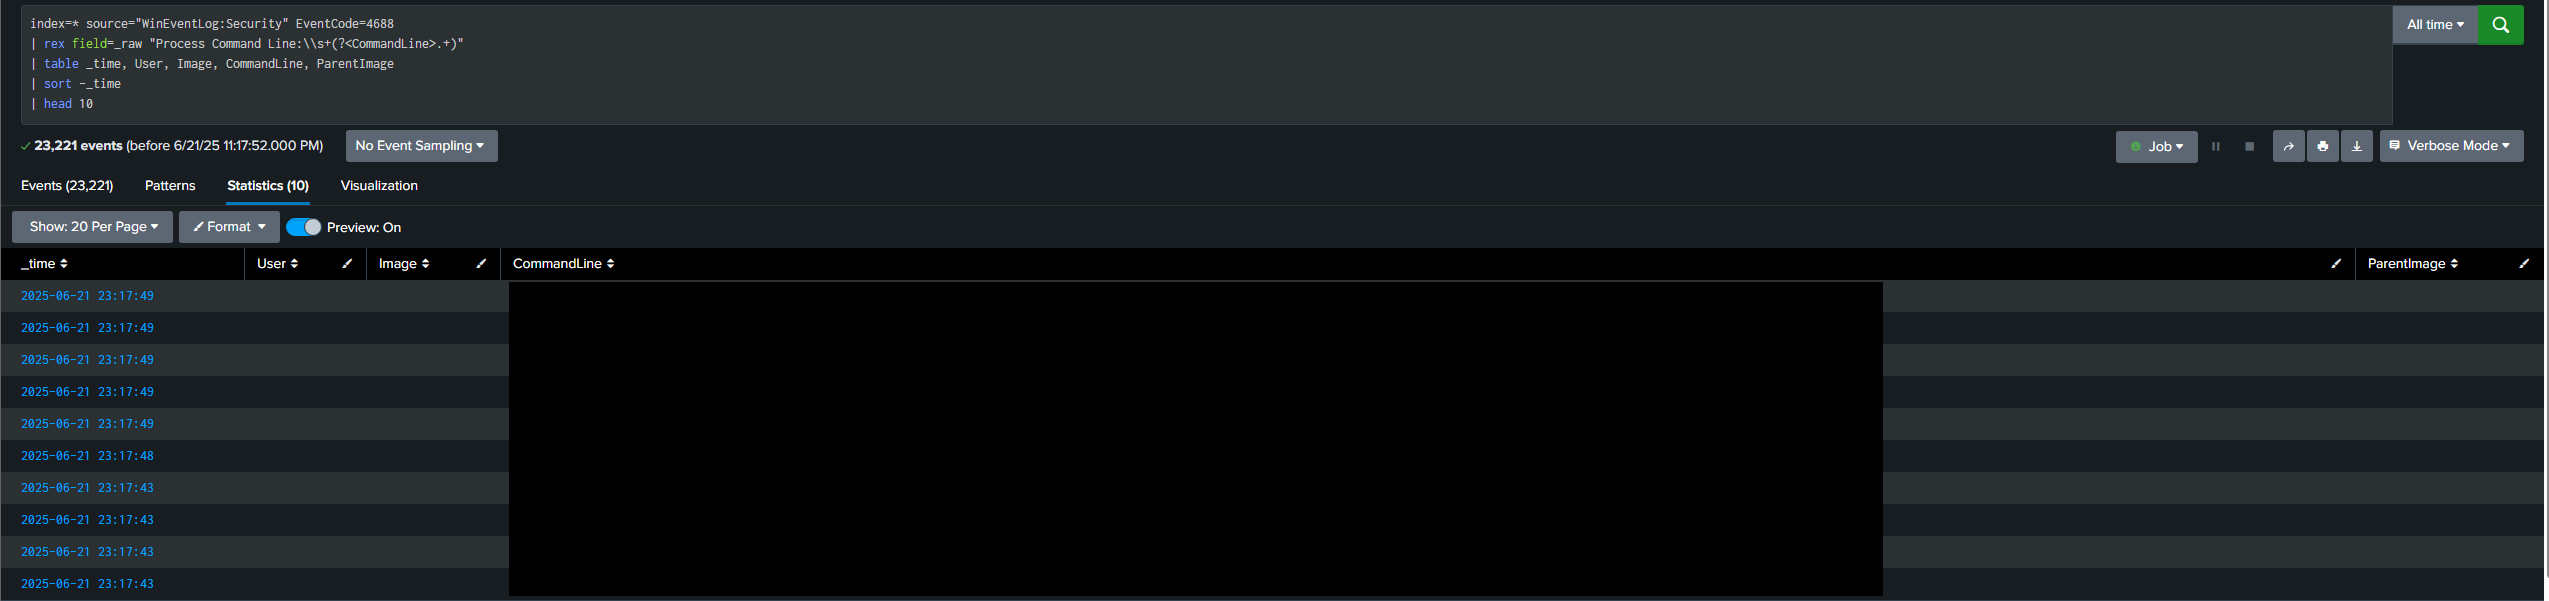 index=* source="WinEventLog:Security" EventCode=4688
| rex field=_raw "Process Command Line:\\s+(?<CommandLine>.+)"
| table _time, User, Image, CommandLine, ParentImage
| sort -_time
| head 10
All time
23,221 events (before 6/21/25 11:17:52.000 PM)
No Event Sampling
Job
Verbose Mode
Events (23,221)
Patterns
Statistics (10)
Visualization
Show: 20 Per Page
Format
Preview: On
_time
User
Image
CommandLine
ParentImage
2025-06-21 23:17:49
2025-06-21 23:17:49
2025-06-21 23:17:49
2025-06-21 23:17:49
2025-06-21 23:17:49
2025-06-21 23:17:48
2025-06-21 23:17:43
2025-06-21 23:17:43
2025-06-21 23:17:43
2025-06-21 23:17:43